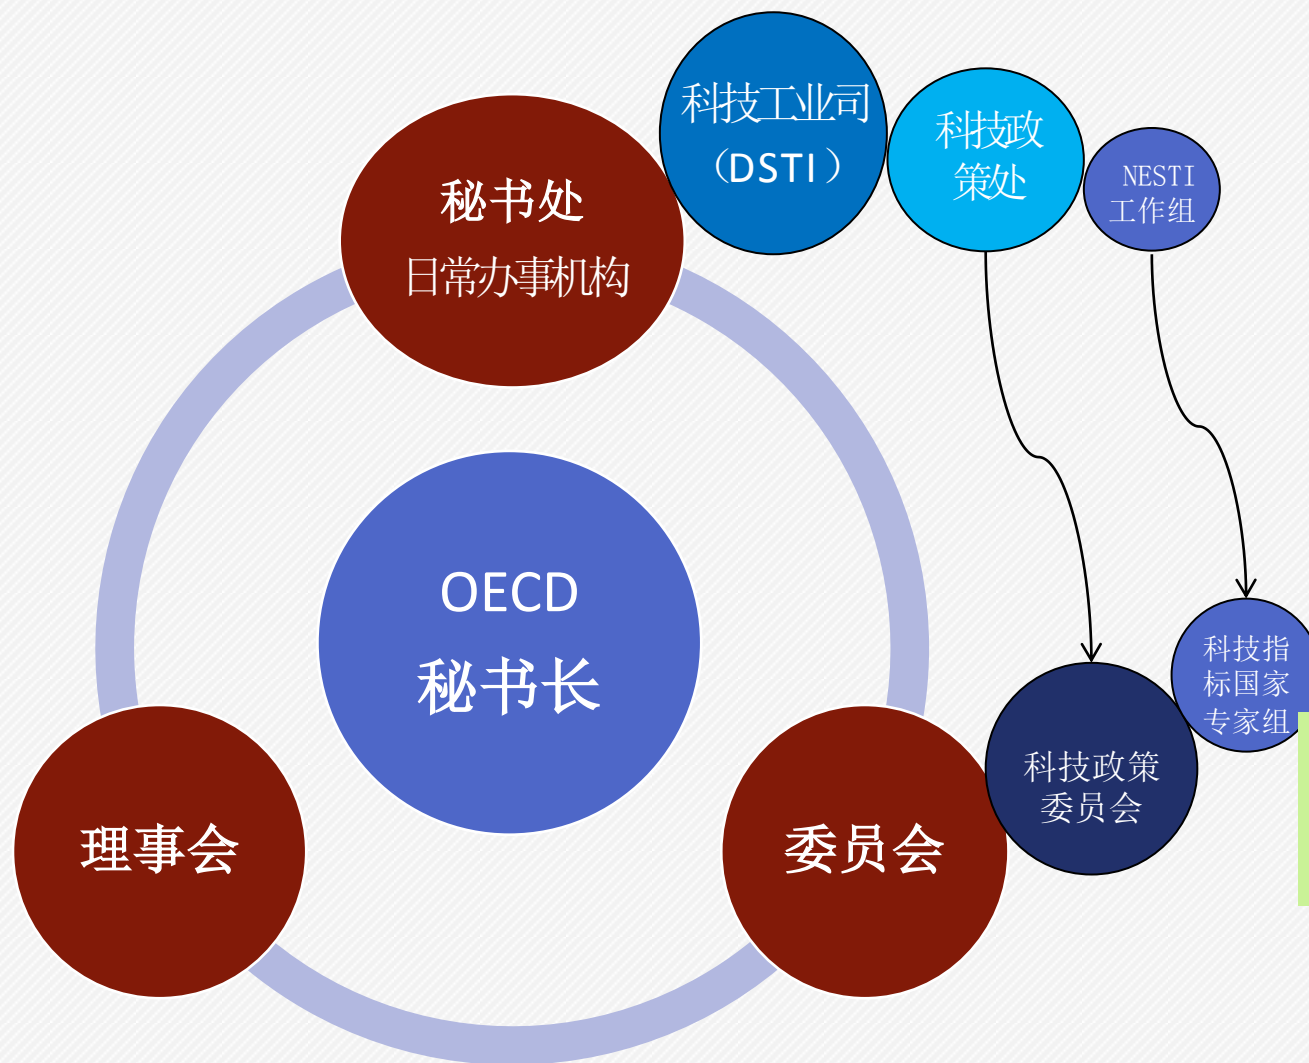 科技工业司
（DSTI）
科技政
策处
NESTI
工作组
秘书处
日常办事机构
OECD
秘书长
科技指
标国家
专家组
科技政策
委员会
理事会
委员会